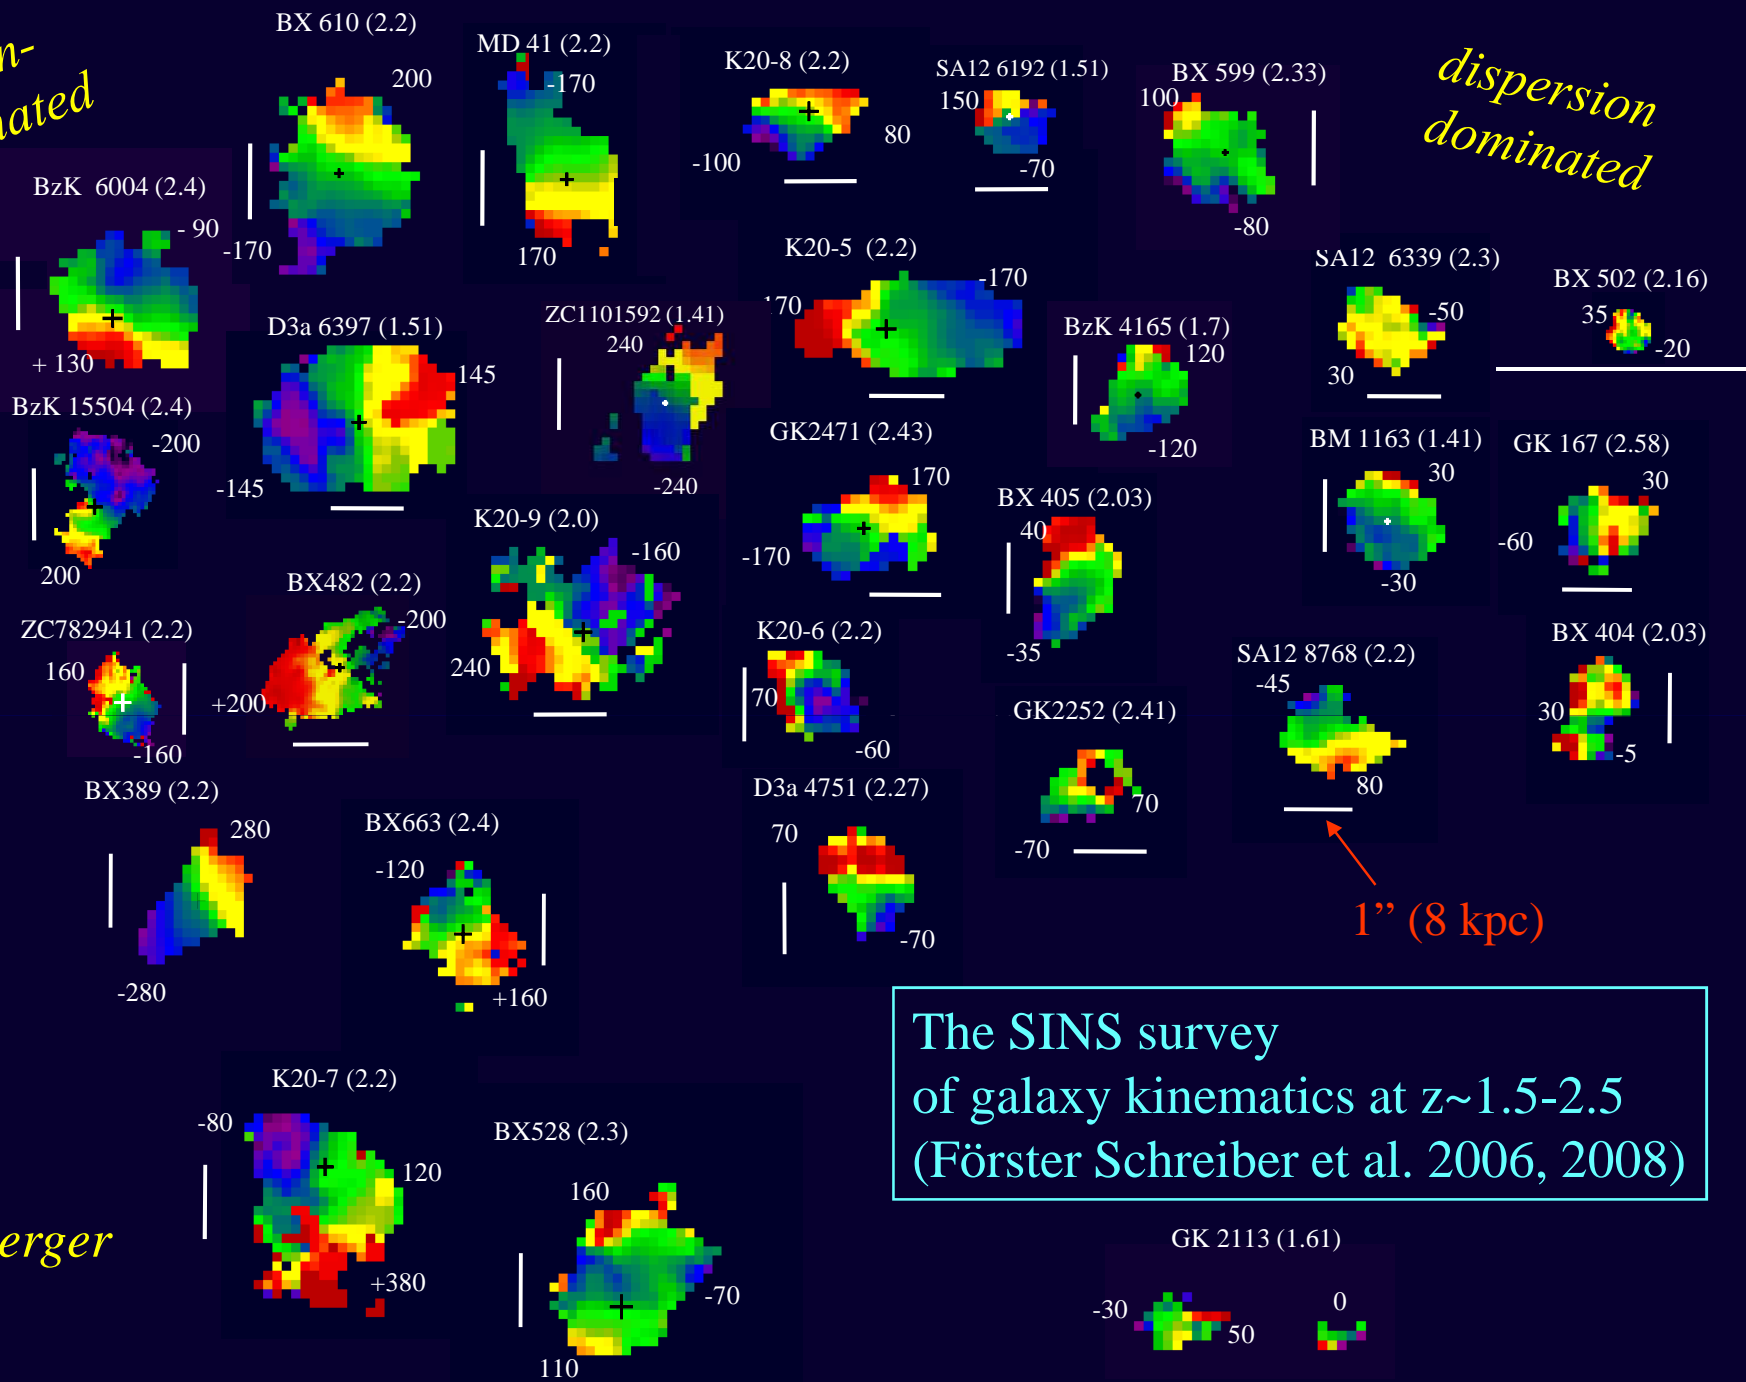 n-
nated
BX 610 (2.2)
200
-170
MD 41 (2.2)
-170
170
K20-8 (2.2)
80
-100
SA12 6192 (1.51)
150
-70
BX 599 (2.33)
100
-80
dispersion
dominated
BzK 6004 (2.4)
- 90
+ 130
D3a 6397 (1.51)
145
-145
ZC1101592 (1.41)
240
-240
K20-5 (2.2)
-170
170
BzK 4165 (1.7)
120
-120
SA12 6339 (2.3)
-50
30
BX 502 (2.16)
35
-20
BzK 15504 (2.4)
-200
200
K20-9 (2.0)
-160
240
GK2471 (2.43)
170
-170
BX 405 (2.03)
40
-35
BM 1163 (1.41)
30
-30
GK 167 (2.58)
30
-60
ZC782941 (2.2)
160
-160
BX482 (2.2)
-200
+200
K20-6 (2.2)
70
-60
GK2252 (2.41)
70
-70
SA12 8768 (2.2)
-45
80
BX 404 (2.03)
30
-5
BX389 (2.2)
280
-280
BX663 (2.4)
-120
+160
D3a 4751 (2.27)
70
-70
1” (8 kpc)
The SINS survey
of galaxy kinematics at z~1.5-2.5
(Förster Schreiber et al. 2006, 2008)
K20-7 (2.2)
-80
120
+380
BX528 (2.3)
160
-70
110
erger
GK 2113 (1.61)
-30
50
0